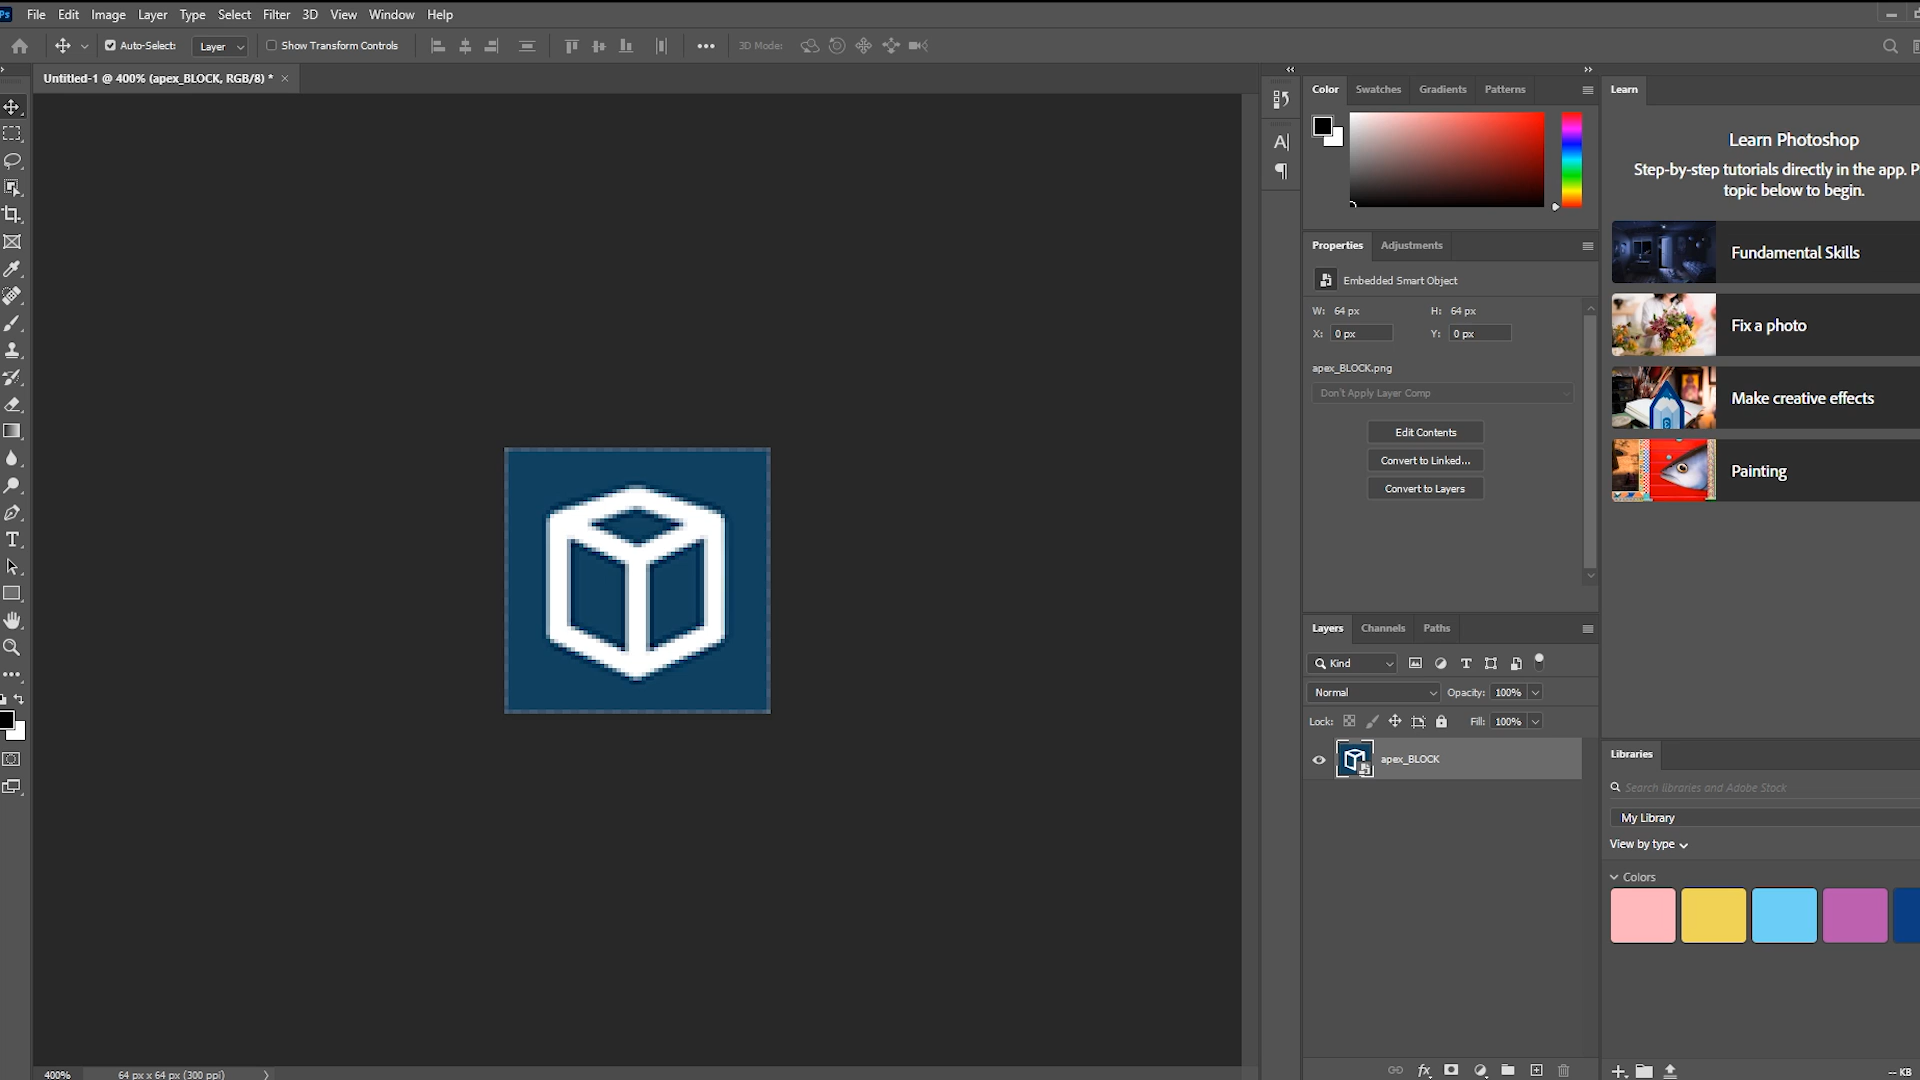 Ps File Edit Image Layer Type Select Filter 3D View Window Help
Auto-Select: Layer Show Transform Controls 3D Mode:
Untitled-1 @ 400% (apex_BLOCK, RGB/8) *
Color Swatches Gradients Patterns
Learn
Learn Photoshop
Step-by-step tutorials directly in the app. P
topic below to begin.
Fundamental Skills
Fix a photo
Make creative effects
Painting
Properties Adjustments
Embedded Smart Object
W: 64 px H: 64 px
X: 0 px Y: 0 px
apex_BLOCK.png
Don't Apply Layer Comp
Edit Contents
Convert to Linked...
Convert to Layers
Layers Channels Paths
Kind
Normal Opacity: 100%
Lock: Fill: 100%
apex_BLOCK
Libraries
Search libraries and Adobe Stock
My Library
View by type
Colors
400% 64 px x 64 px (300 ppi)
-- KB